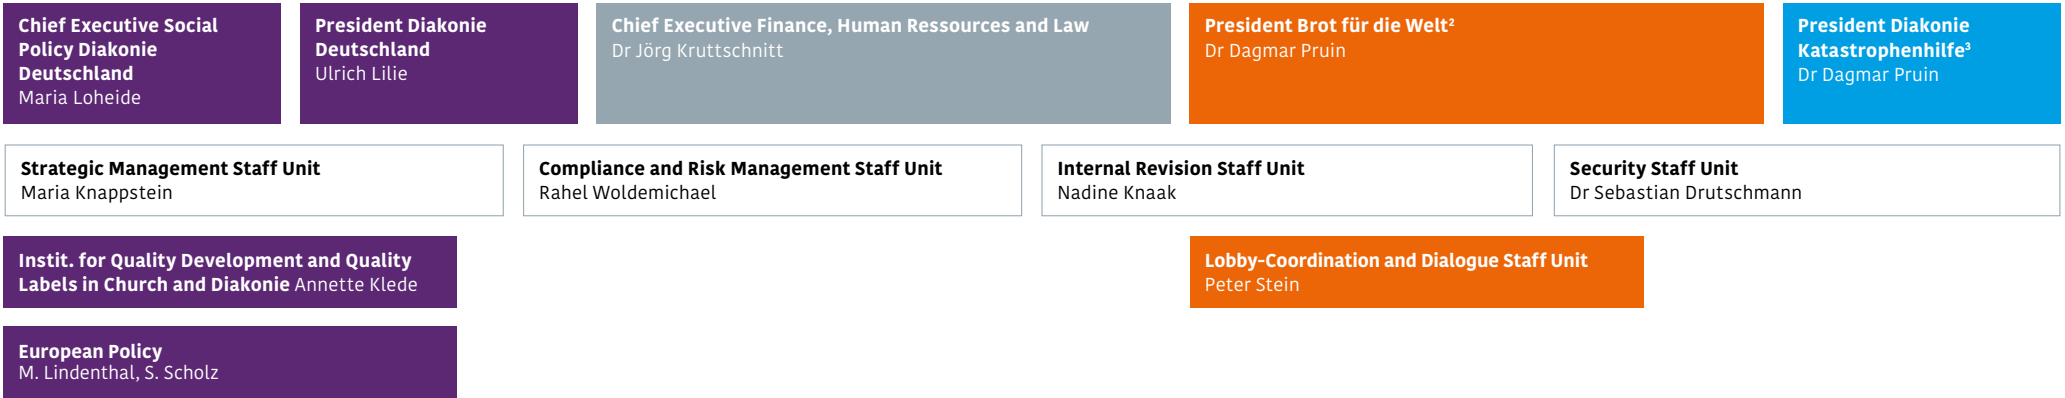 Chief Executive Social
Policy Diakonie
Deutschland
Maria Loheide
President Diakonie
Deutschland
Ulrich Lilie
Chief Executive Finance, Human Ressources and Law
Dr Jörg Kruttschnitt
President Brot für die Welt²
Dr Dagmar Pruin
President Diakonie
Katastrophenhilfe³
Dr Dagmar Pruin
Strategic Management Staff Unit
Maria Knappstein
Compliance and Risk Management Staff Unit
Rahel Woldemichael
Internal Revision Staff Unit
Nadine Knaak
Security Staff Unit
Dr Sebastian Drutschmann
Instit. for Quality Development and Quality
Labels in Church and Diakonie Annette Klede
Lobby-Coordination and Dialogue Staff Unit
Peter Stein
European Policy
M. Lindenthal, S. Scholz